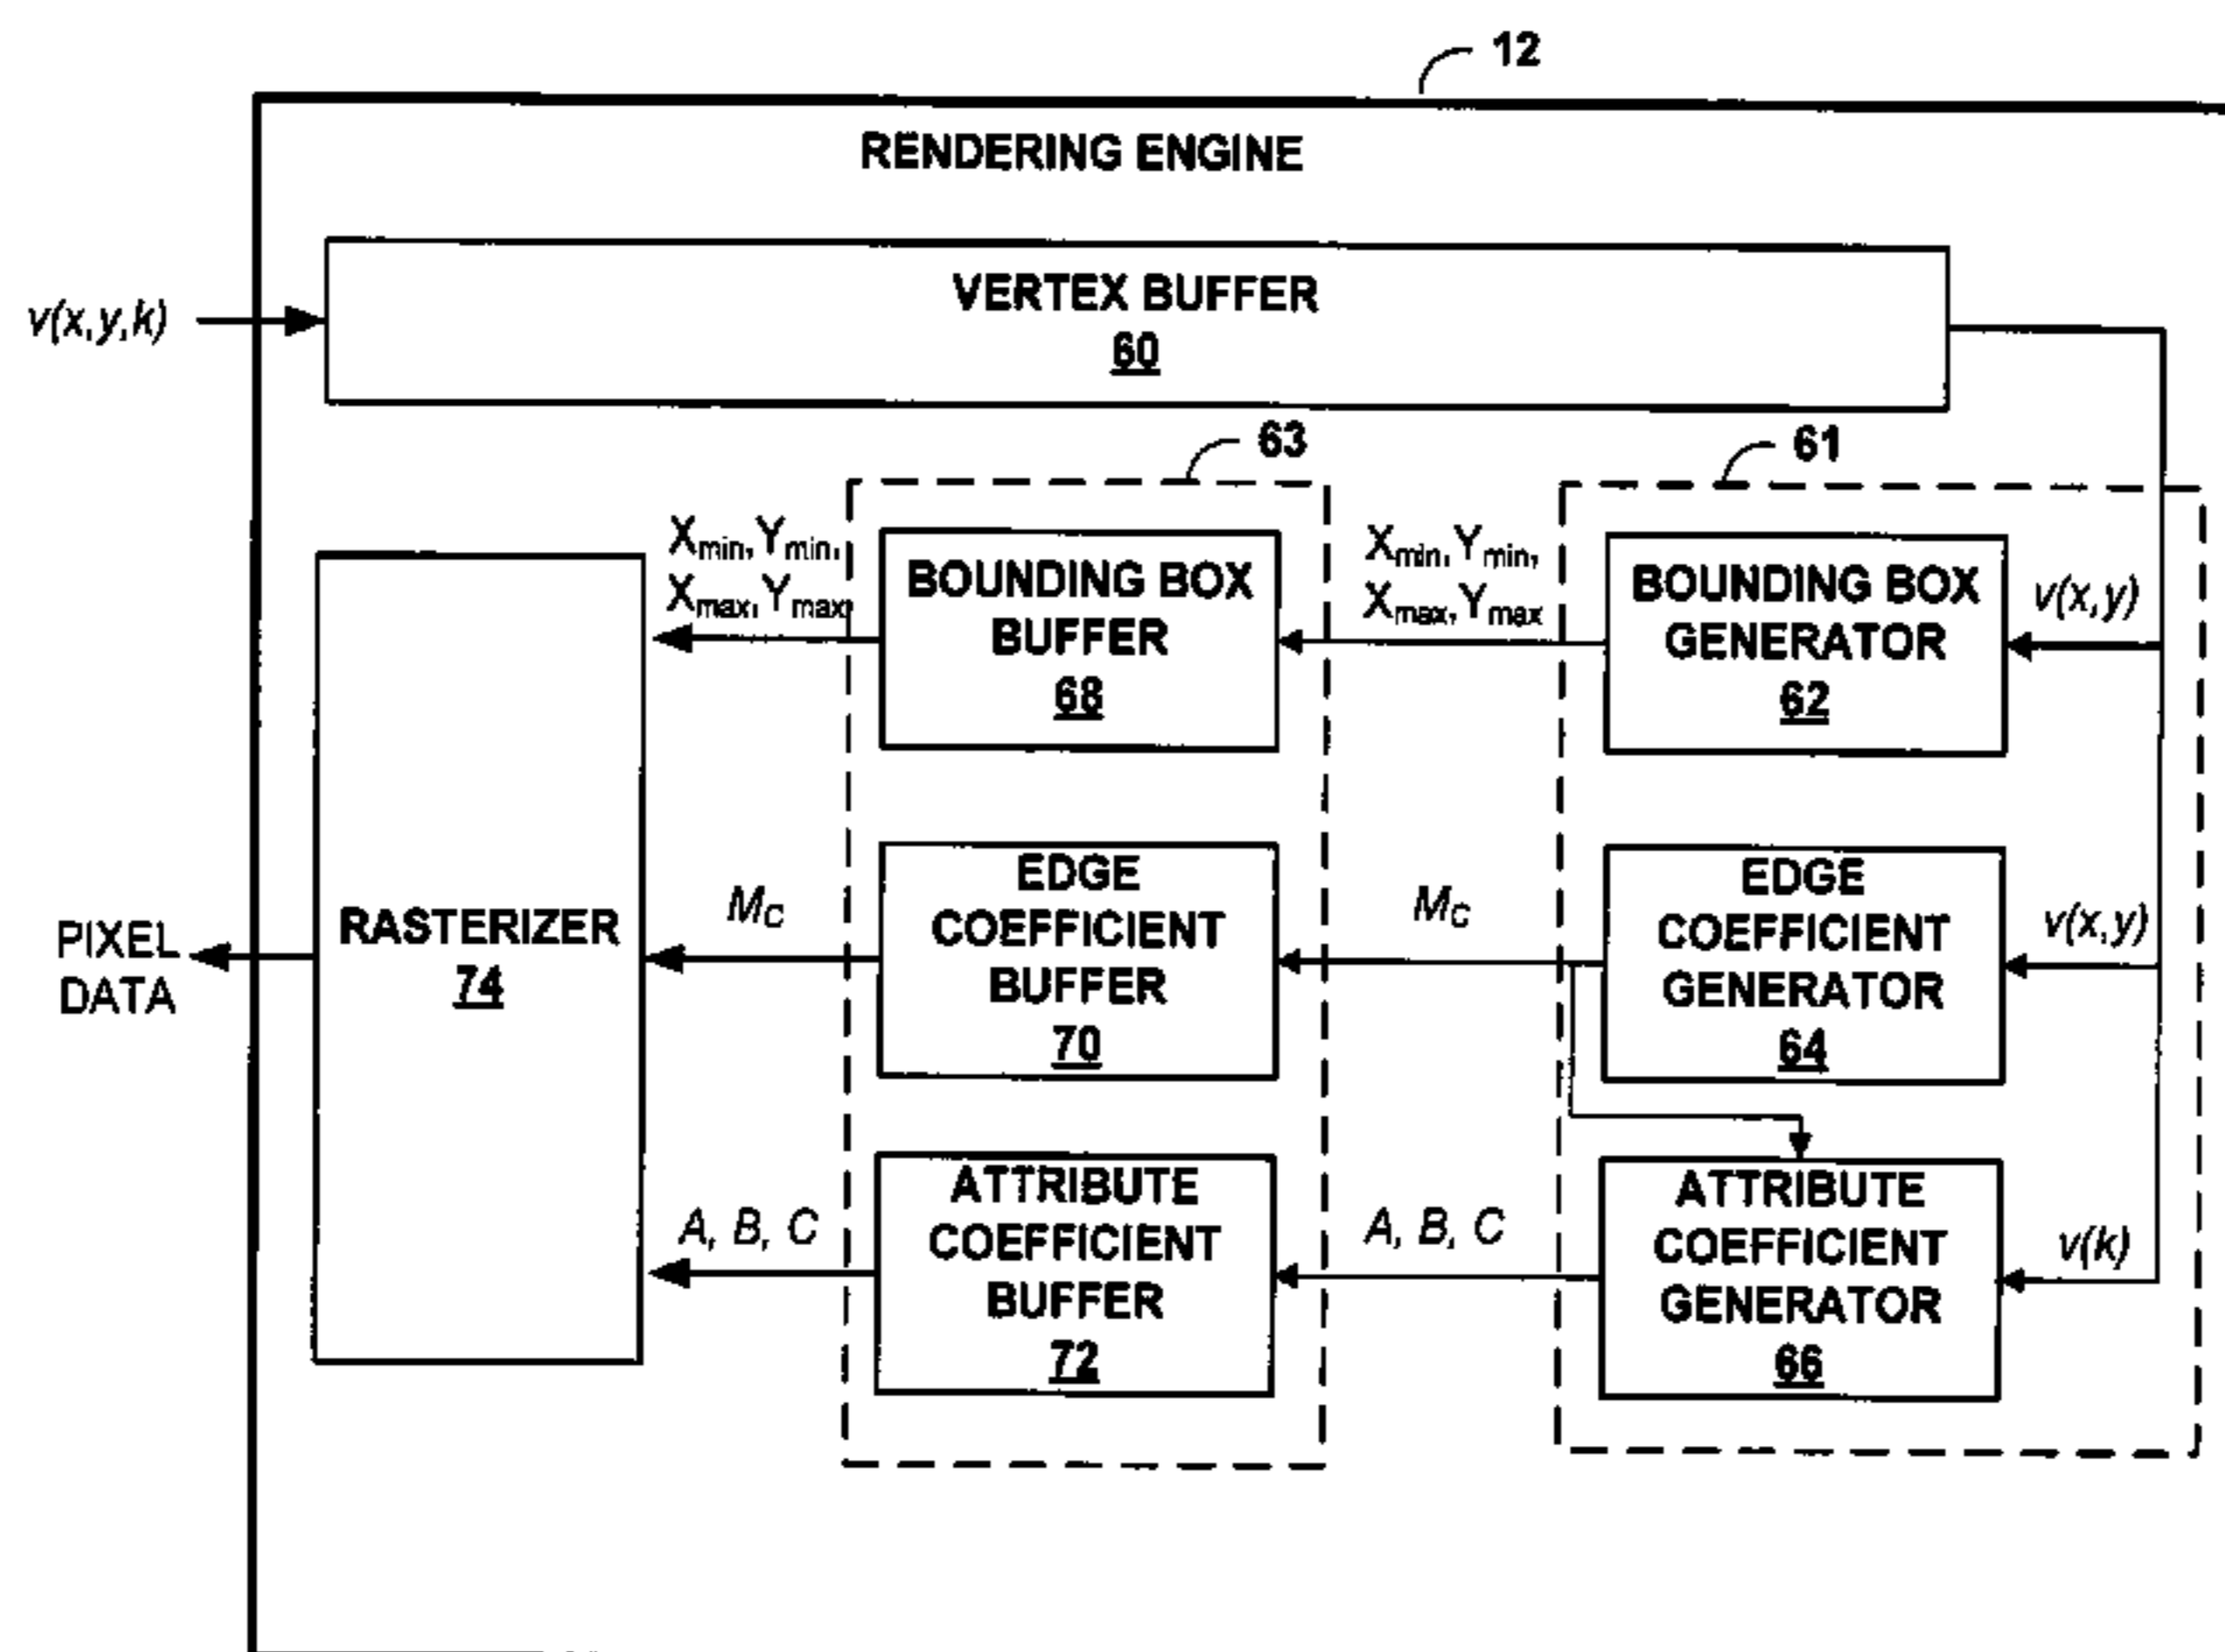 12
RENDERING ENGINE
VERTEX BUFFER
60
v(x,y,k)
63
61
Xmin, Ymin,
Xmax, Ymax,
BOUNDING BOX
BUFFER
68
Xmin, Ymin,
Xmax, Ymax
BOUNDING BOX
GENERATOR
62
v(x,y)
PIXEL
DATA
RASTERIZER
74
MC
EDGE
COEFFICIENT
BUFFER
70
MC
EDGE
COEFFICIENT
GENERATOR
64
v(x,y)
A, B, C
ATTRIBUTE
COEFFICIENT
BUFFER
72
A, B, C
ATTRIBUTE
COEFFICIENT
GENERATOR
66
v(k)